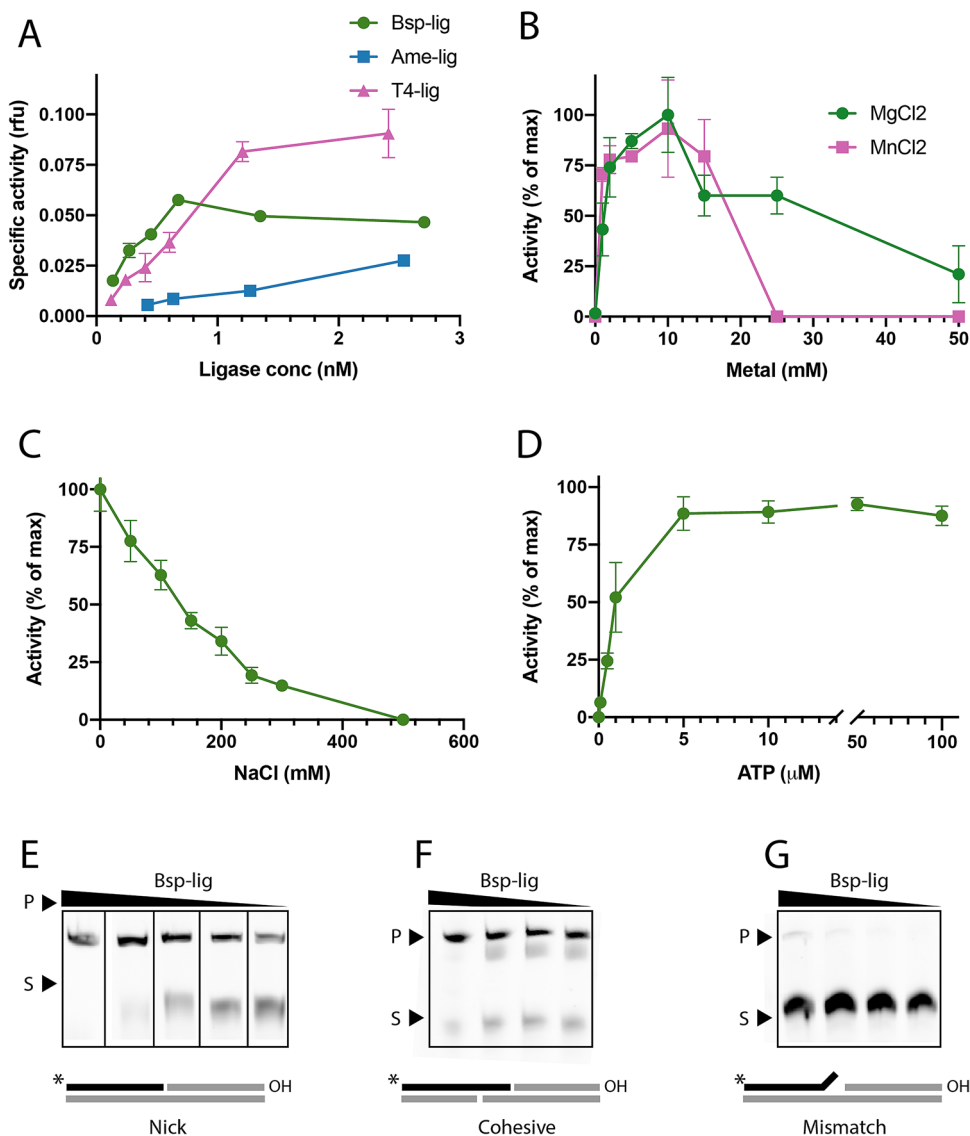 A
Bsp-lig
Ame-lig
T4-lig
Specific activity (rfu)
0.100
0.075
0.050
0.025
0.000
0 1 2 3
Ligase conc (nM)
B
MgCl2
MnCl2
Activity (% of max)
100
75
50
25
0
0 10 20 30 40 50
Metal (mM)
C
Activity (% of max)
100
75
50
25
0
0 200 400 600
NaCl (mM)
D
Activity (% of max)
100
75
50
25
0
0 5 10 50 100
ATP (μM)
E
Bsp-lig
P
S
* OH
Nick
F
Bsp-lig
P
S
* OH
Cohesive
G
Bsp-lig
P
S
* OH
Mismatch